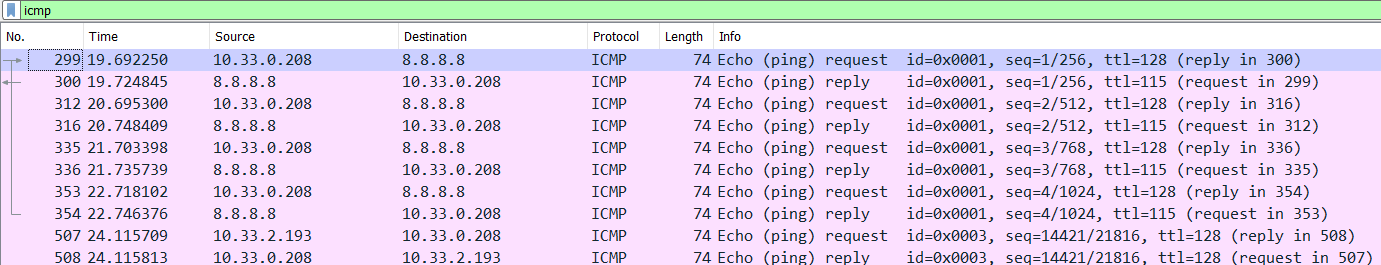 icmp
No. Time Source Destination Protocol Length Info
299 19.692250 10.33.0.208 8.8.8.8 ICMP 74 Echo (ping) request id=0x0001, seq=1/256, ttl=128 (reply in 300)
300 19.724845 8.8.8.8 10.33.0.208 ICMP 74 Echo (ping) reply id=0x0001, seq=1/256, ttl=115 (request in 299)
312 20.695300 10.33.0.208 8.8.8.8 ICMP 74 Echo (ping) request id=0x0001, seq=2/512, ttl=128 (reply in 316)
316 20.748409 8.8.8.8 10.33.0.208 ICMP 74 Echo (ping) reply id=0x0001, seq=2/512, ttl=115 (request in 312)
335 21.703398 10.33.0.208 8.8.8.8 ICMP 74 Echo (ping) request id=0x0001, seq=3/768, ttl=128 (reply in 336)
336 21.735739 8.8.8.8 10.33.0.208 ICMP 74 Echo (ping) reply id=0x0001, seq=3/768, ttl=115 (request in 335)
353 22.718102 10.33.0.208 8.8.8.8 ICMP 74 Echo (ping) request id=0x0001, seq=4/1024, ttl=128 (reply in 354)
354 22.746376 8.8.8.8 10.33.0.208 ICMP 74 Echo (ping) reply id=0x0001, seq=4/1024, ttl=115 (request in 353)
507 24.115709 10.33.2.193 10.33.0.208 ICMP 74 Echo (ping) request id=0x0003, seq=14421/21816, ttl=128 (reply in 508)
508 24.115813 10.33.0.208 10.33.2.193 ICMP 74 Echo (ping) reply id=0x0003, seq=14421/21816, ttl=128 (request in 507)